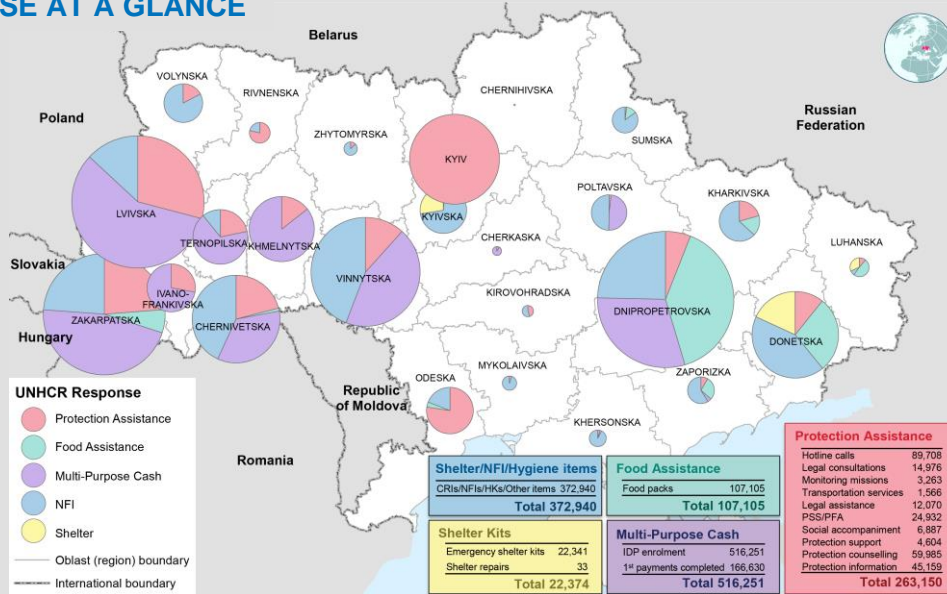 SE AT A GLANCE
Belarus
Poland
Russian
Federation
VOLYNSKA
RIVNENSKA
ZHYTOMYRSKA
CHERNIHIVSKA
SUMSKA
KYIV
KYIVSKA
POLTAVSKA
KHARKIVSKA
LVIVSKA
TERNOPILSKA
KHMELNYTSKA
CHERKASKA
LUHANSKA
Slovakia
IVANO-
FRANKIVSKA
VINNYTSKA
ZAKARPATSKA
CHERNIVETSKA
KIROVOHRADSKA
DNIPROPETROVSKA
DONETSKA
Hungary
Republic
of Moldova
ODESKA
MYKOLAIVSKA
ZAPORIZKA
KHERSONSKA
Romania
UNHCR Response
Protection Assistance
Food Assistance
Multi-Purpose Cash
NFI
Shelter
Oblast (region) boundary
International boundary
Shelter/NFI/Hygiene items
CRIs/NFIs/HKs/Other items 372,940
Total 372,940
Food Assistance
Food packs 107,105
Total 107,105
Shelter Kits
Emergency shelter kits 22,341
Shelter repairs 33
Total 22,374
Multi-Purpose Cash
IDP enrolment 516,251
1st payments completed 166,630
Total 516,251
Protection Assistance
Hotline calls 89,708
Legal consultations 14,976
Monitoring missions 3,263
Transportation services 1,566
Legal assistance 12,070
PSS/PFA 24,932
Social accompaniment 6,887
Protection support 4,604
Protection counselling 59,985
Protection information 45,159
Total 263,150